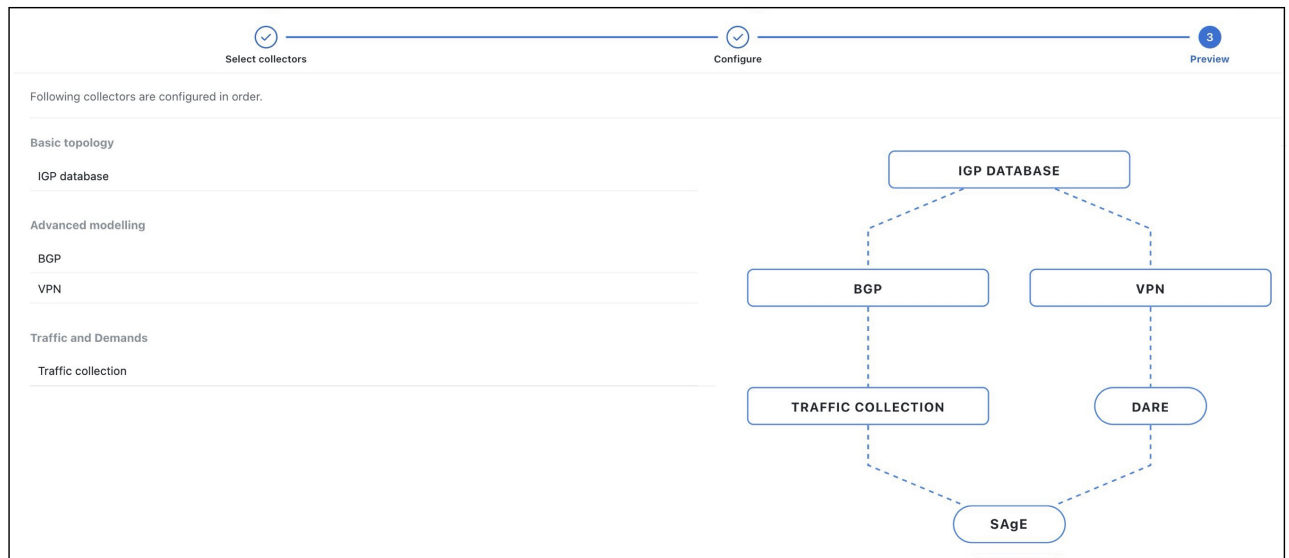 3
Select collectors
Configure
Preview
Following collectors are configured in order.
Basic topology
IGP database
Advanced modelling
BGP
VPN
Traffic and Demands
Traffic collection
IGP DATABASE
BGP
VPN
TRAFFIC COLLECTION
DARE
SAgE